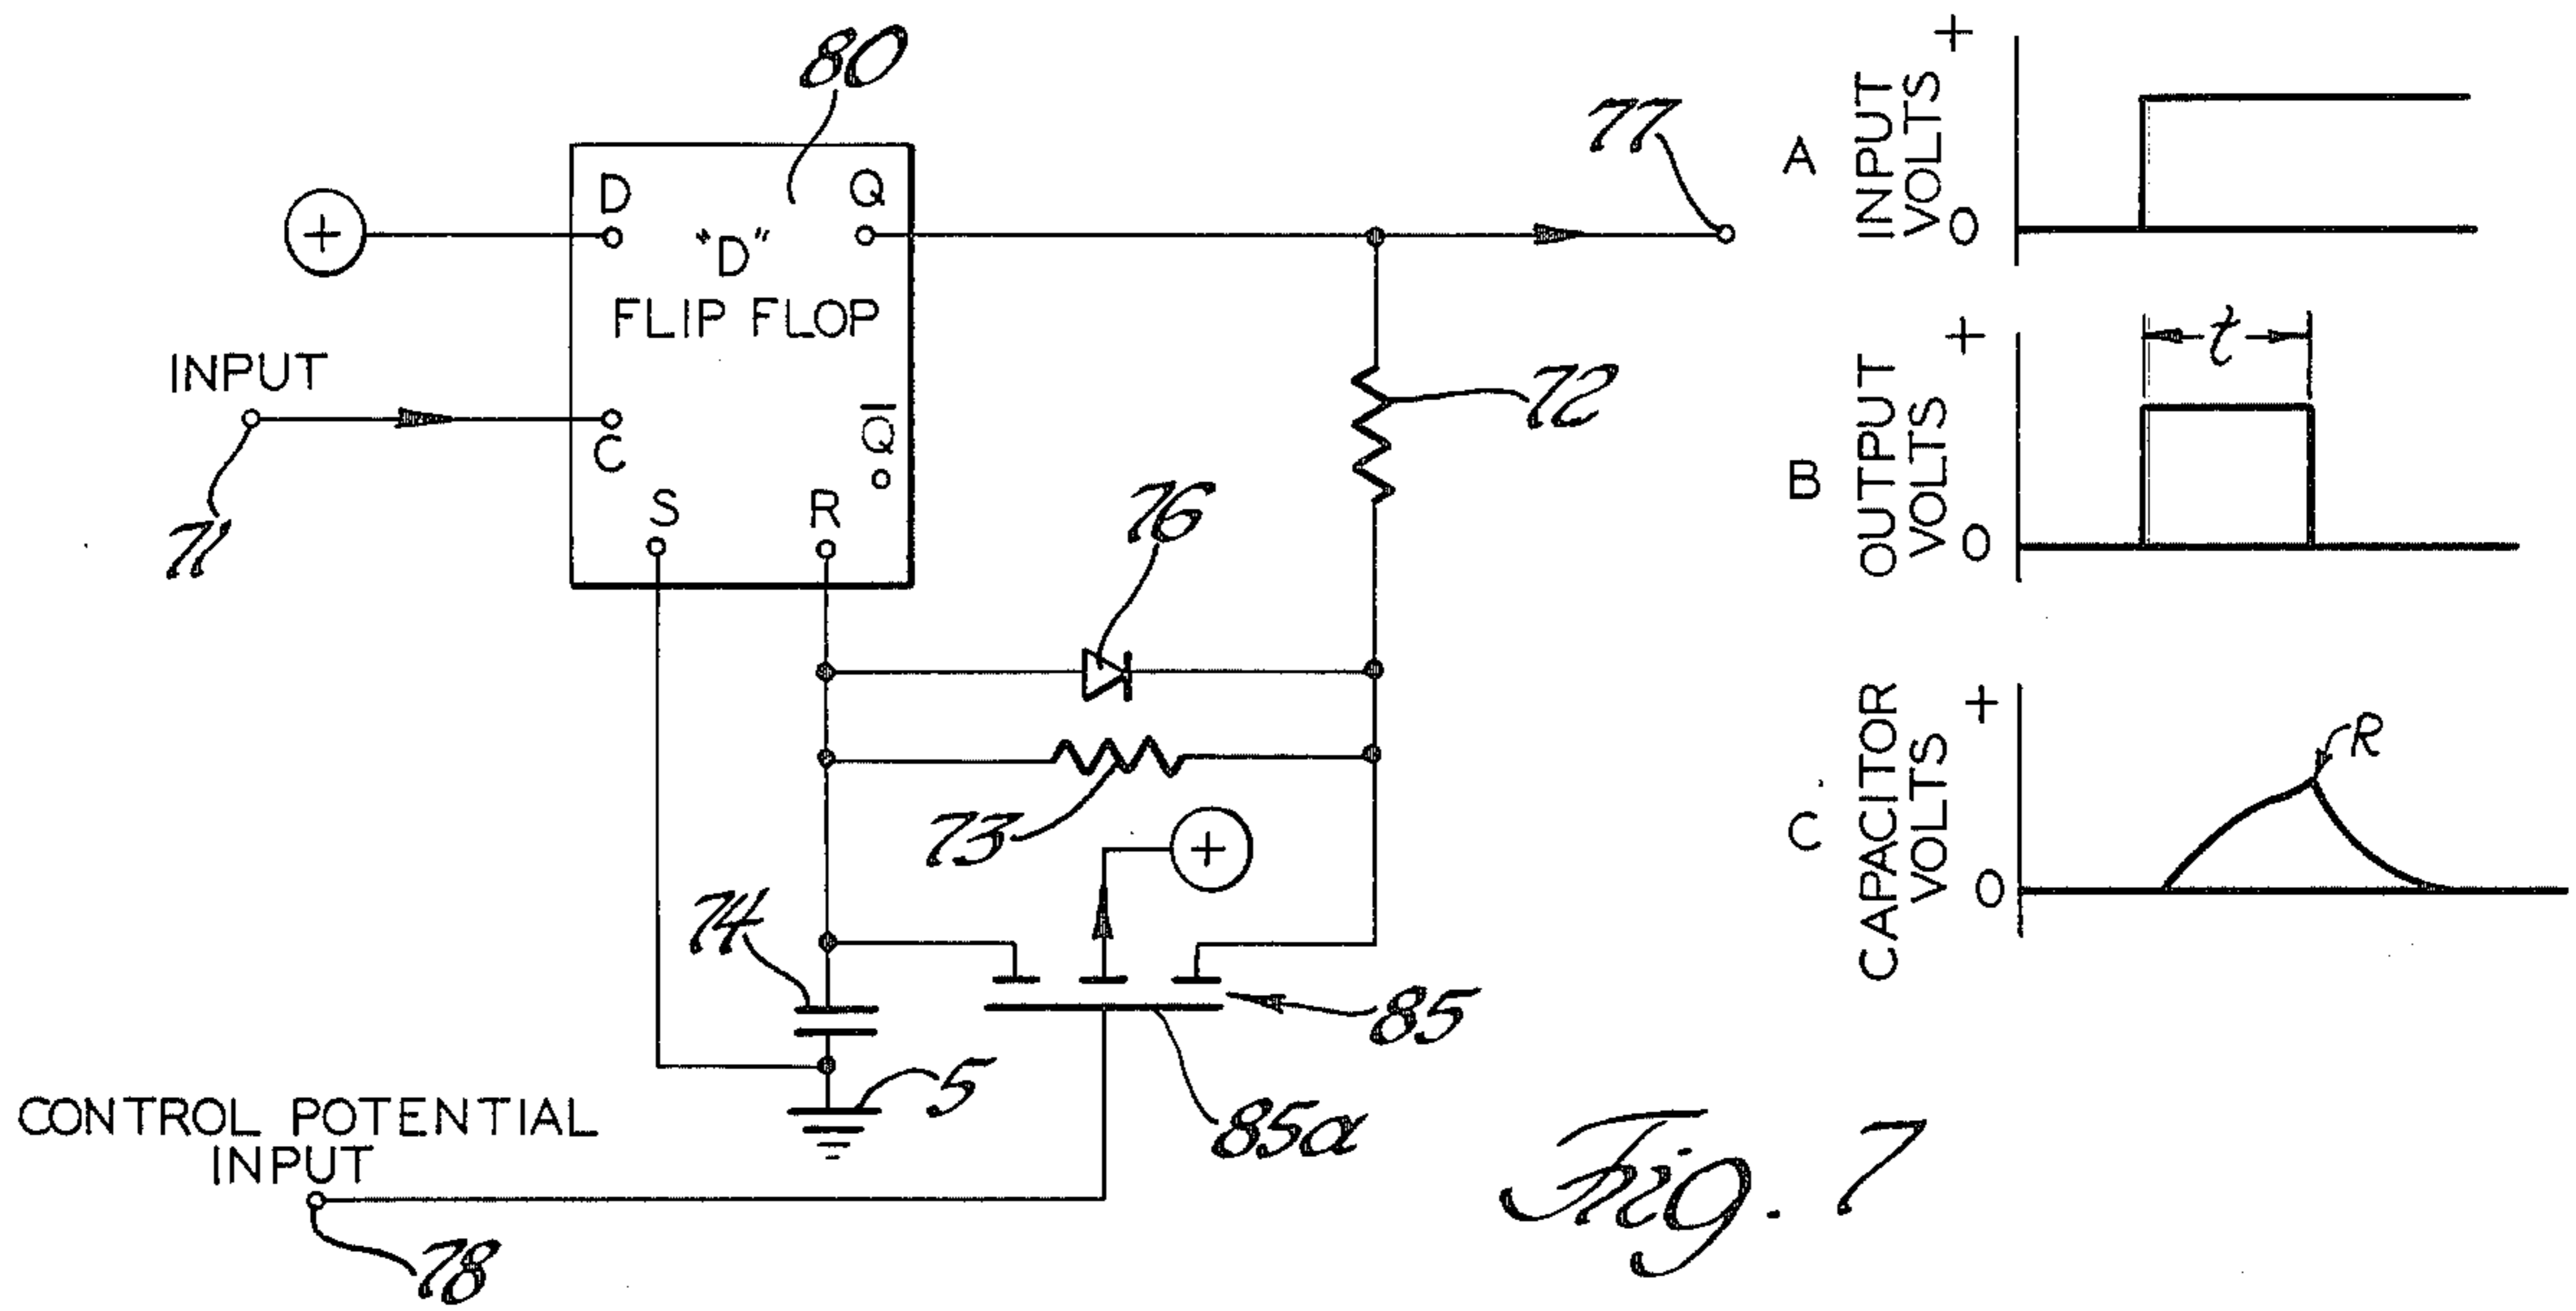 80
D
Q
"D"
FLIP FLOP
+
INPUT
C
Q
S
R
71
77
72
76
73
+
74
85
5
85a
CONTROL POTENTIAL
INPUT
78
A
INPUT
VOLTS
+
0
B
OUTPUT
VOLTS
+
0
t
C
CAPACITOR
VOLTS
+
0
R
Fig. 7